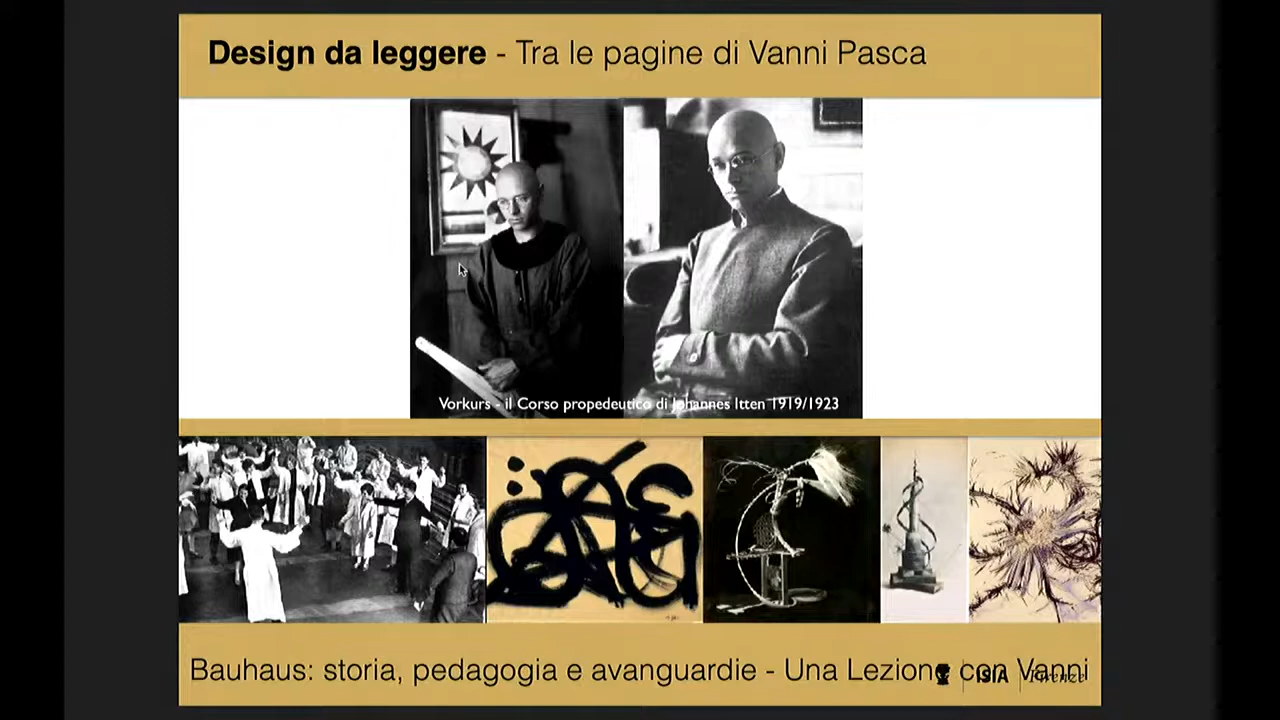 Design da leggere - Tra le pagine di Vanni Pasca
Vorkurs - il Corso propedeutico di Johannes Itten 1919/1923
Bauhaus: storia, pedagogia e avanguardie - Una Lezione con Vanni
ISIA Firenze